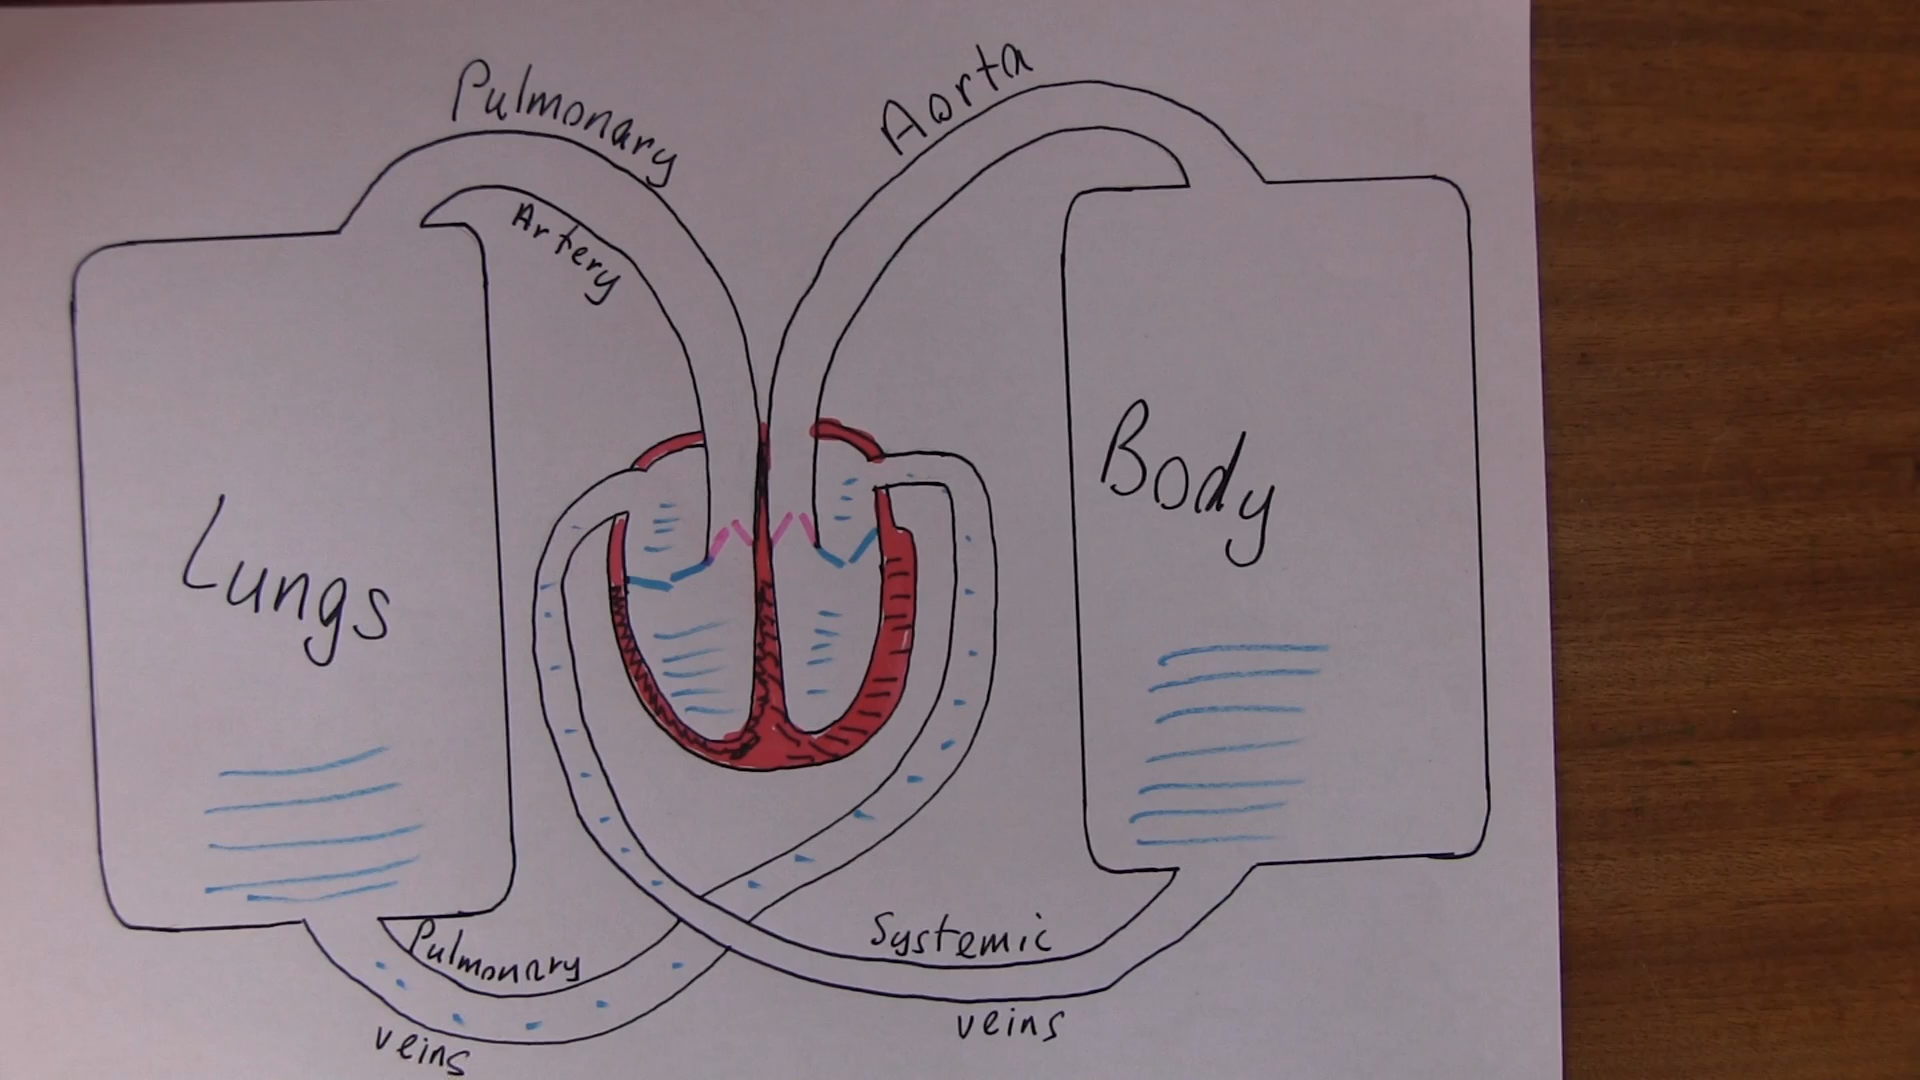 Pulmonary
Artery
Aorta
Lungs
Body
Pulmonary
veins
Systemic
veins